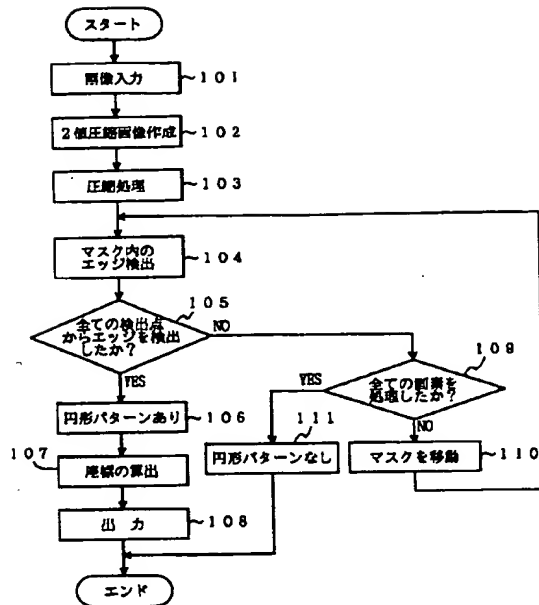 スタート
画像入力
101
2値圧縮画像作成
102
圧縮処理
103
マスク内の
エッジ検出
104
105
全ての検出点
からエッジを検出
したか?
NO
YES
109
全ての画素を
処理したか?
YES
NO
円形パターンあり
106
111
円形パターンなし
マスクを移動
110
107
座標の算出
出 力
108
エンド